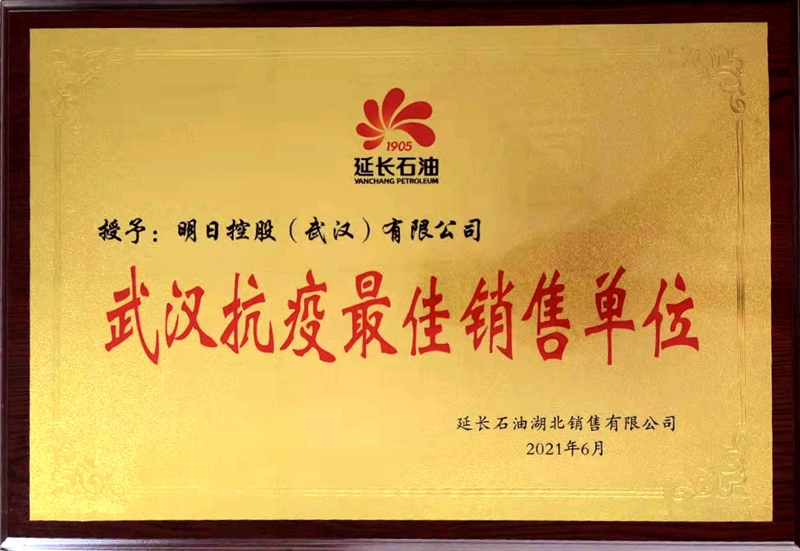 1905
延长石油
YANCHANG PETROLEUM
授予：明日控股（武汉）有限公司
武汉抗疫最佳销售单位
延长石油湖北销售有限公司
2021年6月